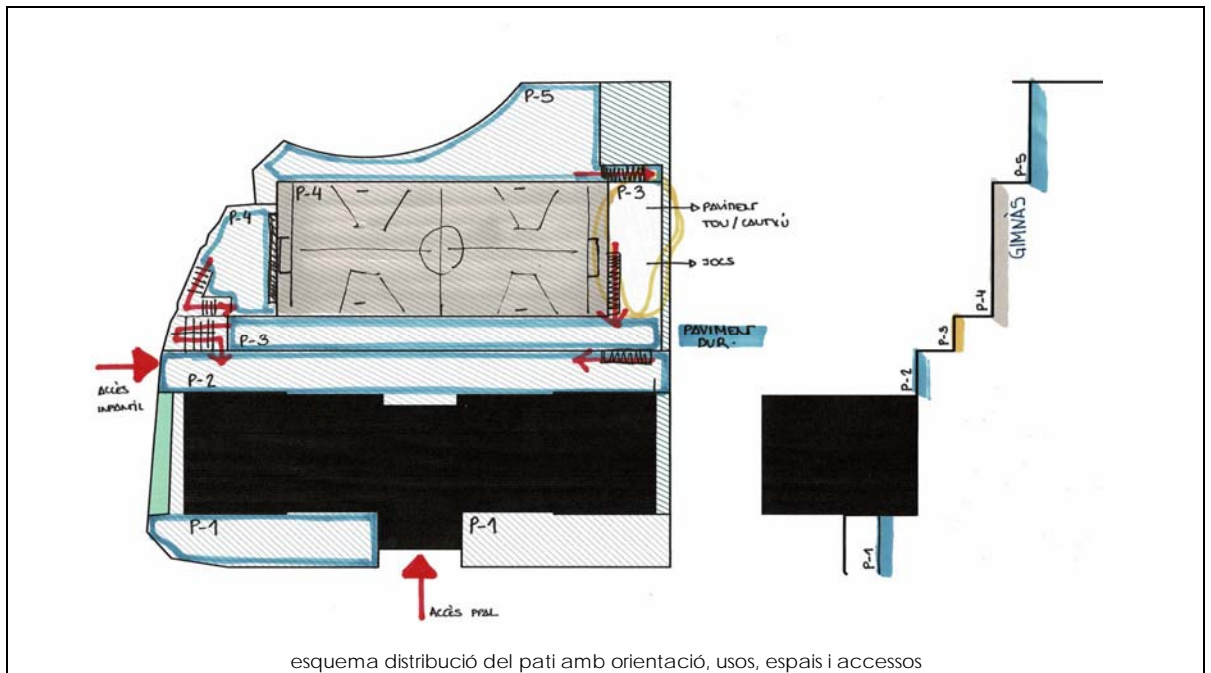 P-5
P-4
P-3
P-4
PAVIMENT
TOU / CAUTXÚ
JOCS
P-3
PAVIMENT
DUR.
P-2
ACCÈS
INFANTIL
P-1
P-1
ACCÈS PPAL
P-5
GIMNÀS
P-4
P-3
P-2
P-1
esquema distribució del pati amb orientació, usos, espais i accessos